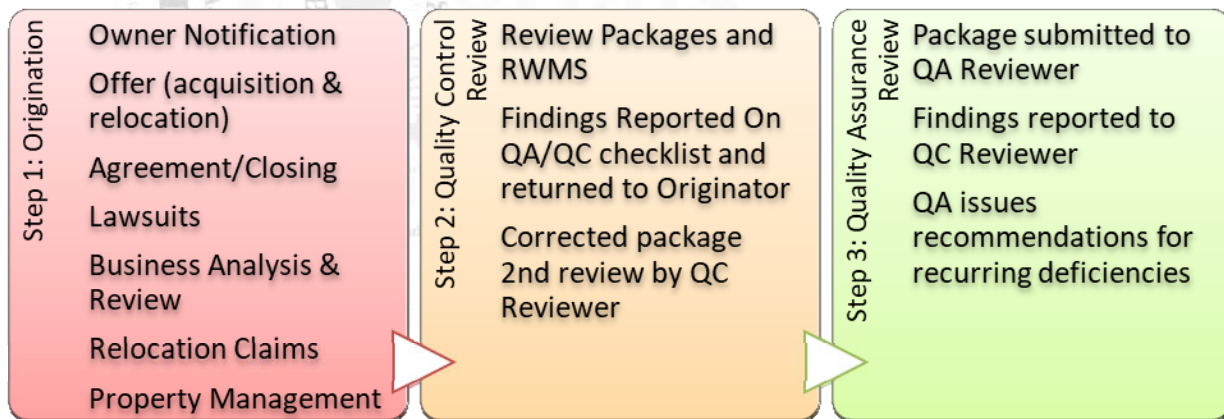 Step 1: Origination
Owner Notification
Offer (acquisition &
relocation)
Agreement/Closing
Lawsuits
Business Analysis &
Review
Relocation Claims
Property Management
Step 2: Quality Control
Review
Review Packages and
RWMS
Findings Reported On
QA/QC checklist and
returned to Originator
Corrected package
2nd review by QC
Reviewer
Step 3: Quality Assurance
Review
Package submitted to
QA Reviewer
Findings reported to
QC Reviewer
QA issues
recommendations for
recurring deficiencies